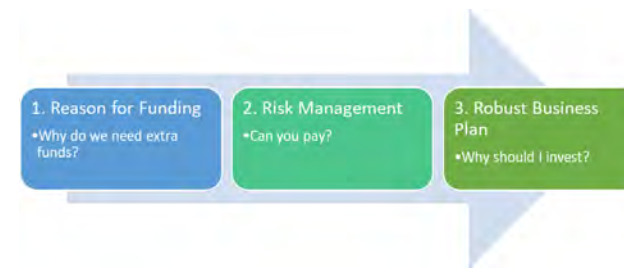 1. Reason for Funding
•Why do we need extra
funds?
2. Risk Management
•Can you pay?
3. Robust Business
Plan
•Why should I invest?